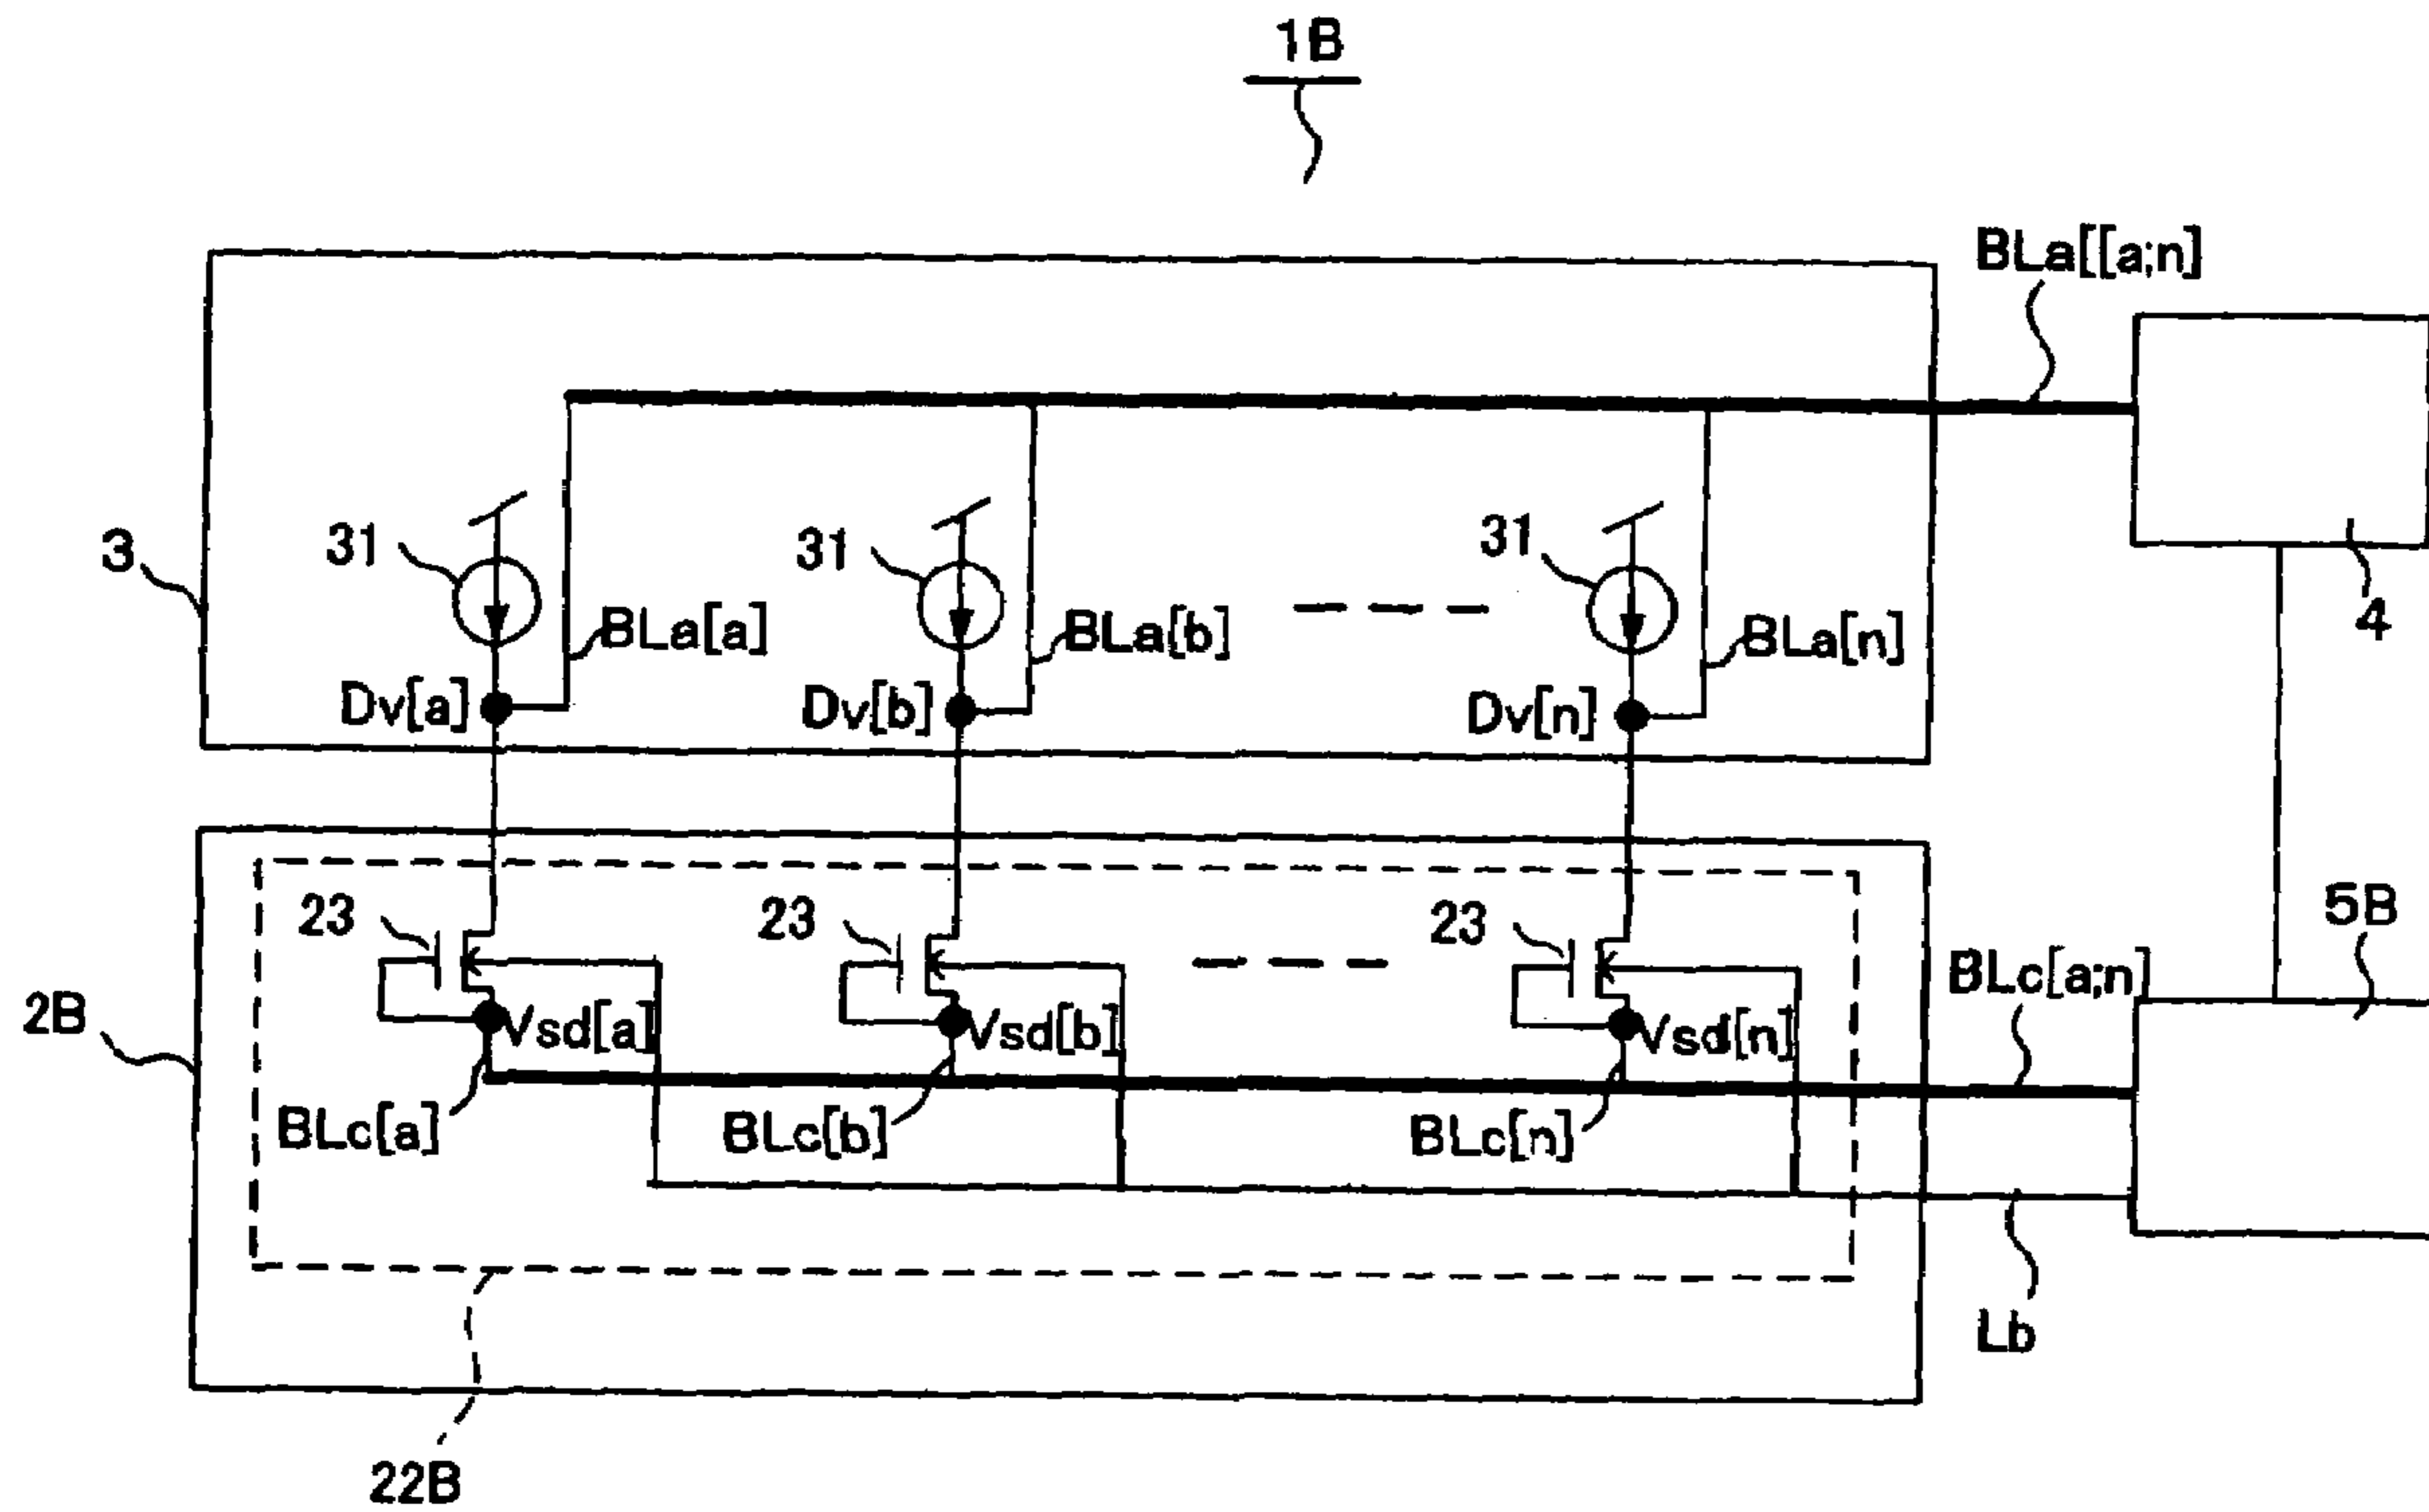 1B
BLa[[a;n]
3
31
31
31
BLa[a]
BLa[b]
BLa[n]
4
Dv[a]
Dv[b]
Dv[n]
23
23
23
5B
BLc[a;n]
2B
Vsd[a]
Vsd[b]
Vsd[n]
BLc[a]
BLc[b]
BLc[n]
Lb
22B